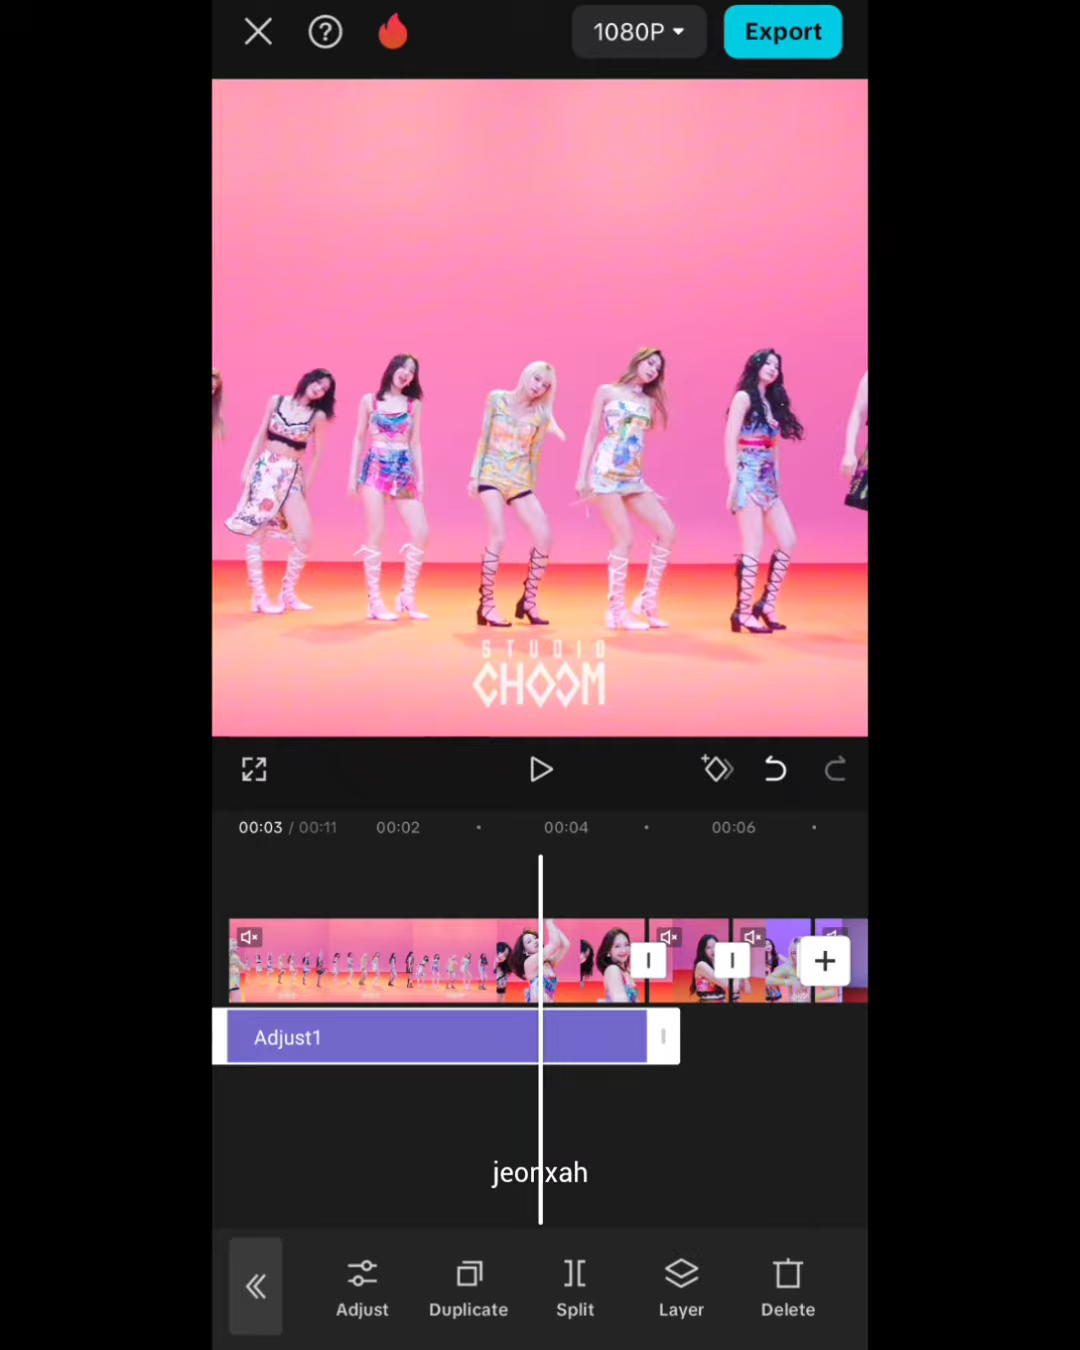 1080P
Export
STUDIO
CHOOM
00:03 / 00:11
00:02
00:04
00:06
Adjust1
jeonxah
Adjust
Duplicate
Split
Layer
Delete